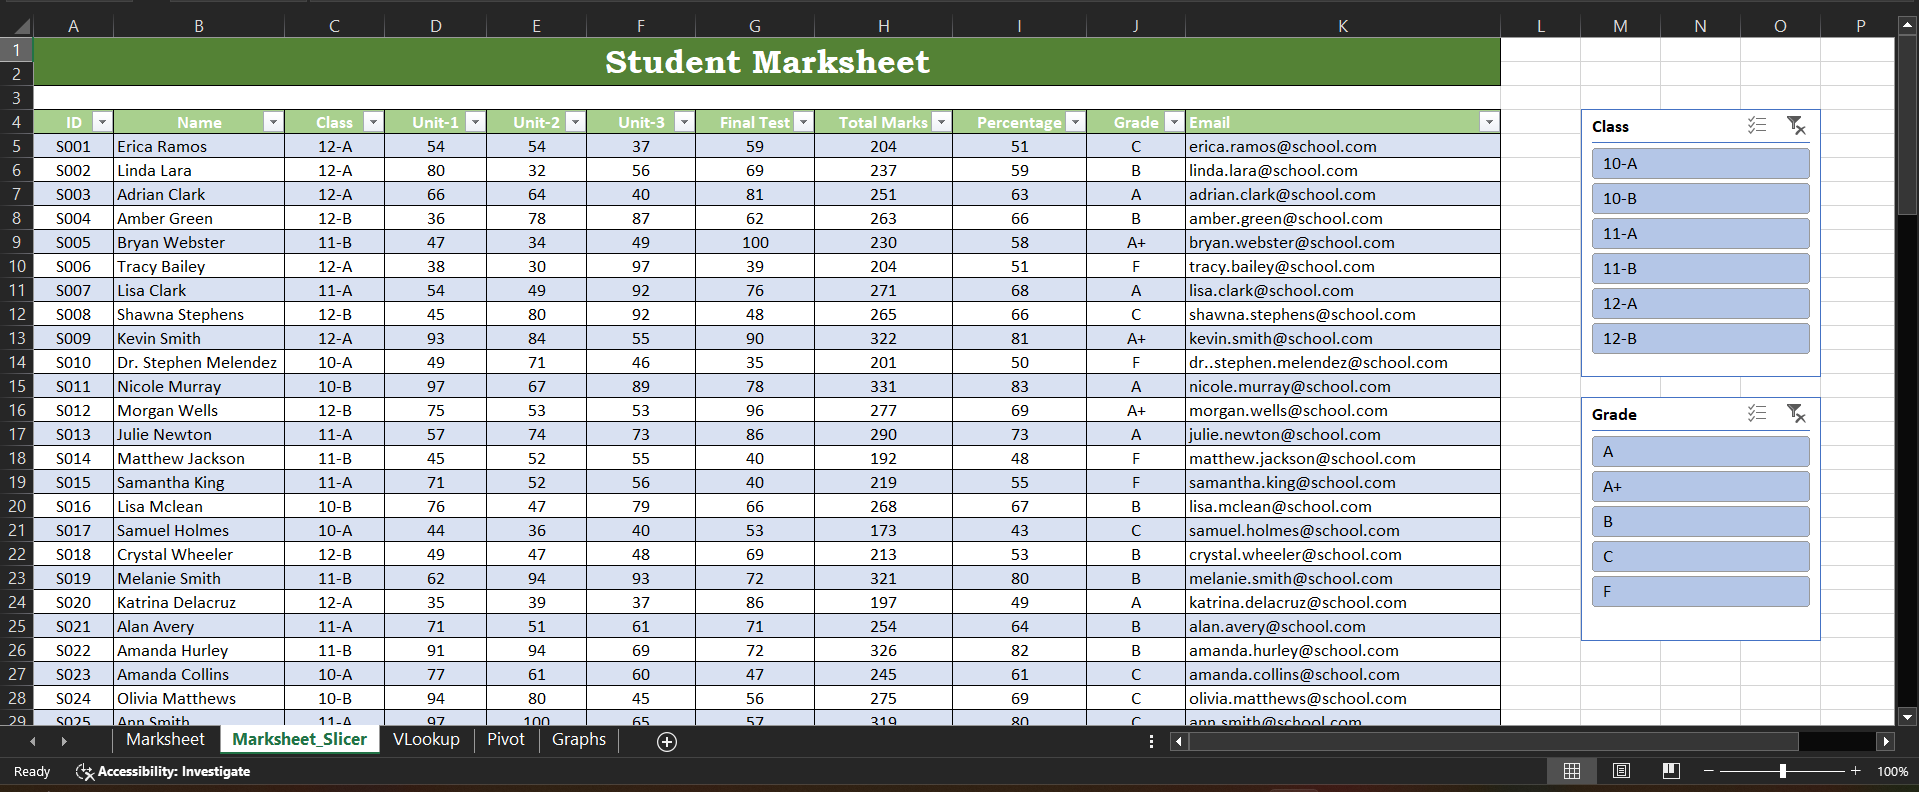 A B C D E F G H I J K L M N O P
1 Student Marksheet
2
3
4 ID Name Class Unit-1 Unit-2 Unit-3 Final Test Total Marks Percentage Grade Email
5 S001 Erica Ramos 12-A 54 54 37 59 204 51 C erica.ramos@school.com
6 S002 Linda Lara 12-A 80 32 56 69 237 59 B linda.lara@school.com
7 S003 Adrian Clark 12-A 66 64 40 81 251 63 A adrian.clark@school.com
8 S004 Amber Green 12-B 36 78 87 62 263 66 B amber.green@school.com
9 S005 Bryan Webster 11-B 47 34 49 100 230 58 A+ bryan.webster@school.com
10 S006 Tracy Bailey 12-A 38 30 97 39 204 51 F tracy.bailey@school.com
11 S007 Lisa Clark 11-A 54 49 92 76 271 68 A lisa.clark@school.com
12 S008 Shawna Stephens 12-B 45 80 92 48 265 66 C shawna.stephens@school.com
13 S009 Kevin Smith 12-A 93 84 55 90 322 81 A+ kevin.smith@school.com
14 S010 Dr. Stephen Melendez 10-A 49 71 46 35 201 50 F dr..stephen.melendez@school.com
15 S011 Nicole Murray 10-B 97 67 89 78 331 83 A nicole.murray@school.com
16 S012 Morgan Wells 12-B 75 53 53 96 277 69 A+ morgan.wells@school.com
17 S013 Julie Newton 11-A 57 74 73 86 290 73 A julie.newton@school.com
18 S014 Matthew Jackson 11-B 45 52 55 40 192 48 F matthew.jackson@school.com
19 S015 Samantha King 11-A 71 52 56 40 219 55 F samantha.king@school.com
20 S016 Lisa Mclean 10-B 76 47 79 66 268 67 B lisa.mclean@school.com
21 S017 Samuel Holmes 10-A 44 36 40 53 173 43 C samuel.holmes@school.com
22 S018 Crystal Wheeler 12-B 49 47 48 69 213 53 B crystal.wheeler@school.com
23 S019 Melanie Smith 11-B 62 94 93 72 321 80 B melanie.smith@school.com
24 S020 Katrina Delacruz 12-A 35 39 37 86 197 49 A katrina.delacruz@school.com
25 S021 Alan Avery 11-A 71 51 61 71 254 64 B alan.avery@school.com
26 S022 Amanda Hurley 11-B 91 94 69 72 326 82 B amanda.hurley@school.com
27 S023 Amanda Collins 10-A 77 61 60 47 245 61 C amanda.collins@school.com
28 S024 Olivia Matthews 10-B 94 80 45 56 275 69 C olivia.matthews@school.com
29 S025 Ann Smith 11-A 97 100 65 57 319 80 C ann.smith@school.com
Class
10-A
10-B
11-A
11-B
12-A
12-B
Grade
A
A+
B
C
F
Marksheet Marksheet_Slicer VLookup Pivot Graphs
Ready Accessibility: Investigate 100%